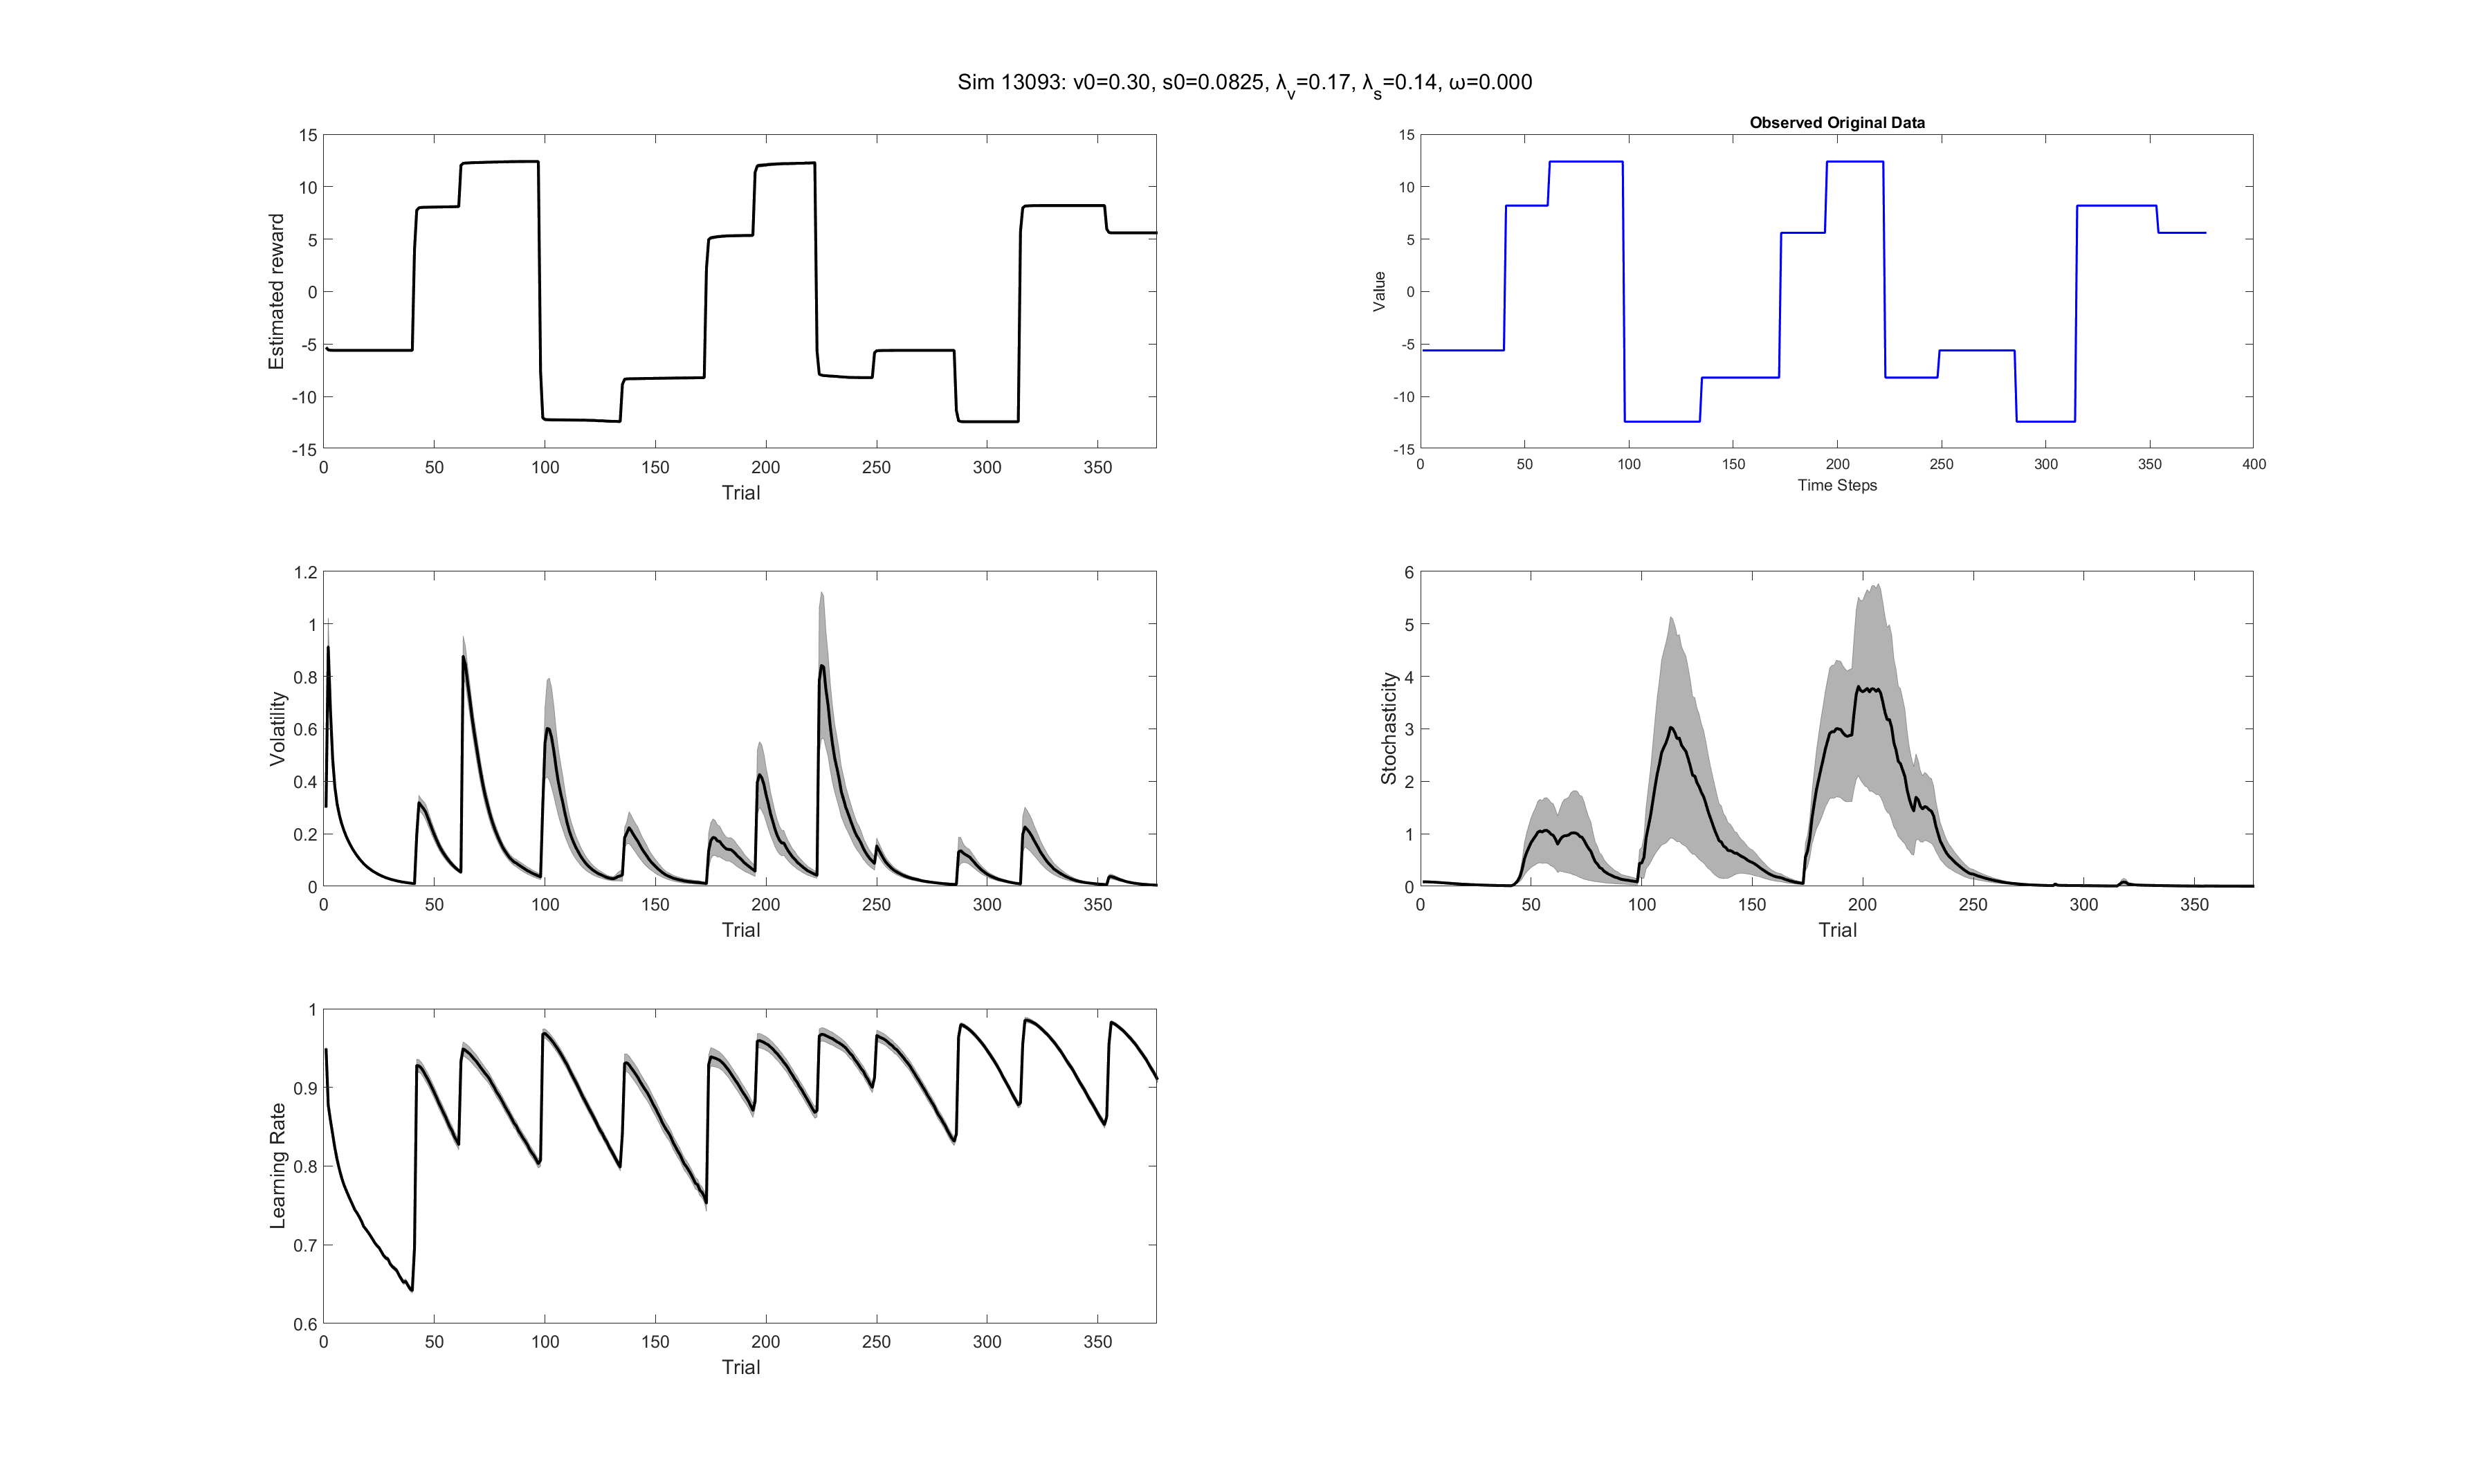 Sim 13093: v0=0.30, s0=0.0825, λv=0.17, λs=0.14, ω=0.000
15
10
5
0
-5
-10
-15
0 50 100 150 200 250 300 350
Estimated reward
Trial
Observed Original Data
15
10
5
0
-5
-10
-15
0 50 100 150 200 250 300 350 400
Value
Time Steps
1.2
1
0.8
0.6
0.4
0.2
0
0 50 100 150 200 250 300 350
Volatility
Trial
6
5
4
3
2
1
0
0 50 100 150 200 250 300 350
Stochasticity
Trial
1
0.9
0.8
0.7
0.6
0 50 100 150 200 250 300 350
Learning Rate
Trial